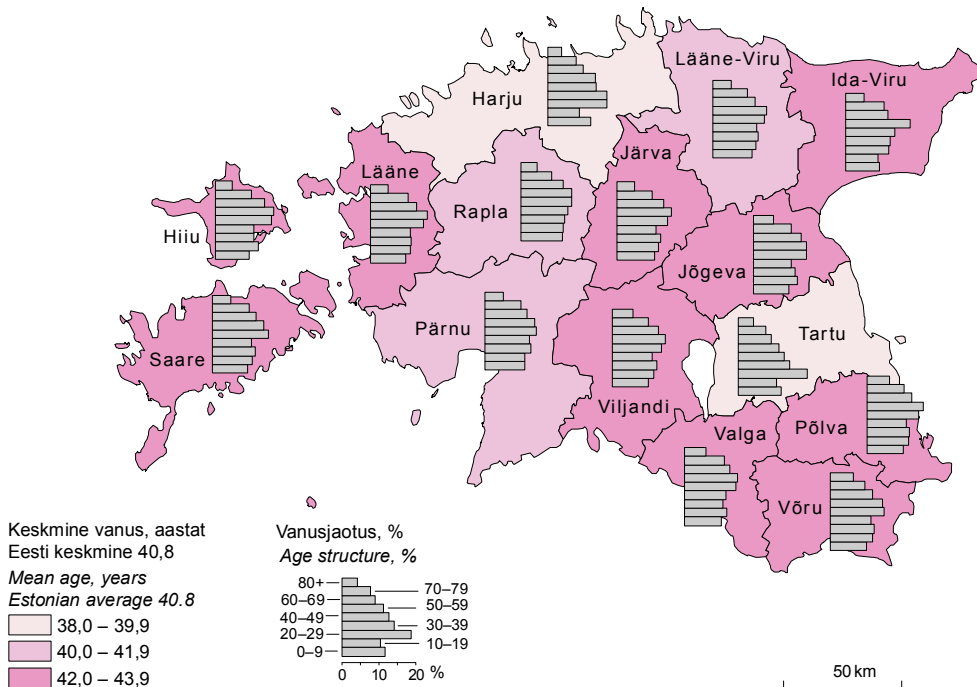 Lääne-Viru
Ida-Viru
Harju
Järva
Lääne
Rapla
Hiiu
Jõgeva
Pärnu
Tartu
Saare
Viljandi
Valga
Põlva
Võru
Keskmine vanus, aastat
Eesti keskmine 40,8
Mean age, years
Estonian average 40.8
38,0 – 39,9
40,0 – 41,9
42,0 – 43,9
Vanusjaotus, %
Age structure, %
80+
70–79
60–69
50–59
40–49
30–39
20–29
10–19
0–9
0 10 20 %
50 km